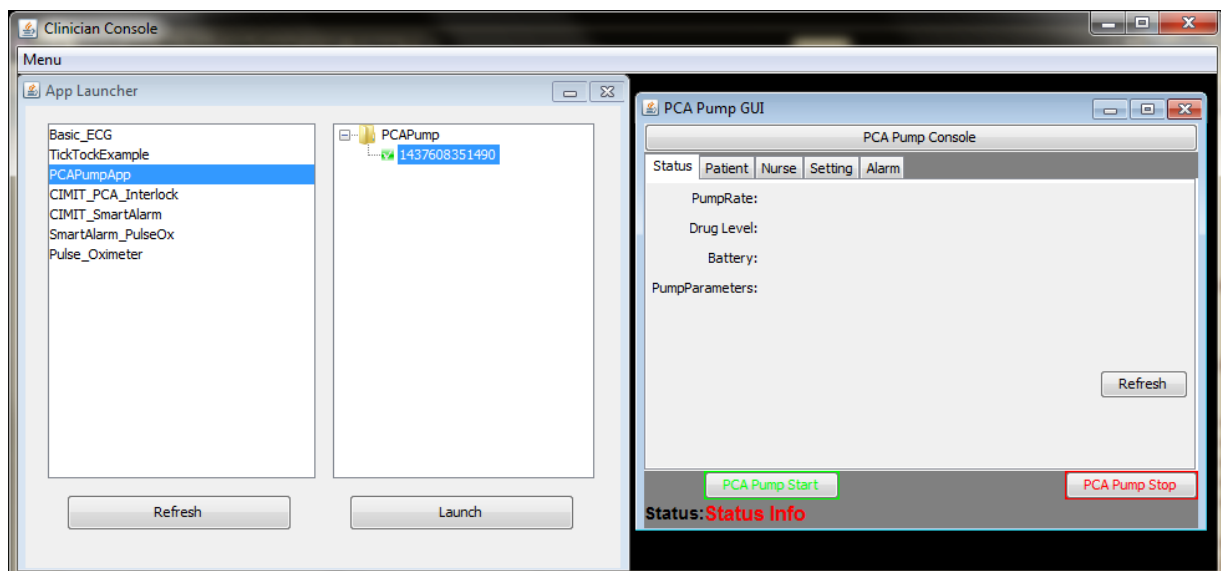 Clinician Console
Menu
App Launcher
Basic_ECG
TickTockExample
PCAPumpApp
CIMIT_PCA_Interlock
CIMIT_SmartAlarm
SmartAlarm_PulseOx
Pulse_Oximeter
PCAPump
1437608351490
Refresh
Launch
PCA Pump GUI
PCA Pump Console
Status Patient Nurse Setting Alarm
PumpRate:
Drug Level:
Battery:
PumpParameters:
Refresh
PCA Pump Start
PCA Pump Stop
Status:Status Info